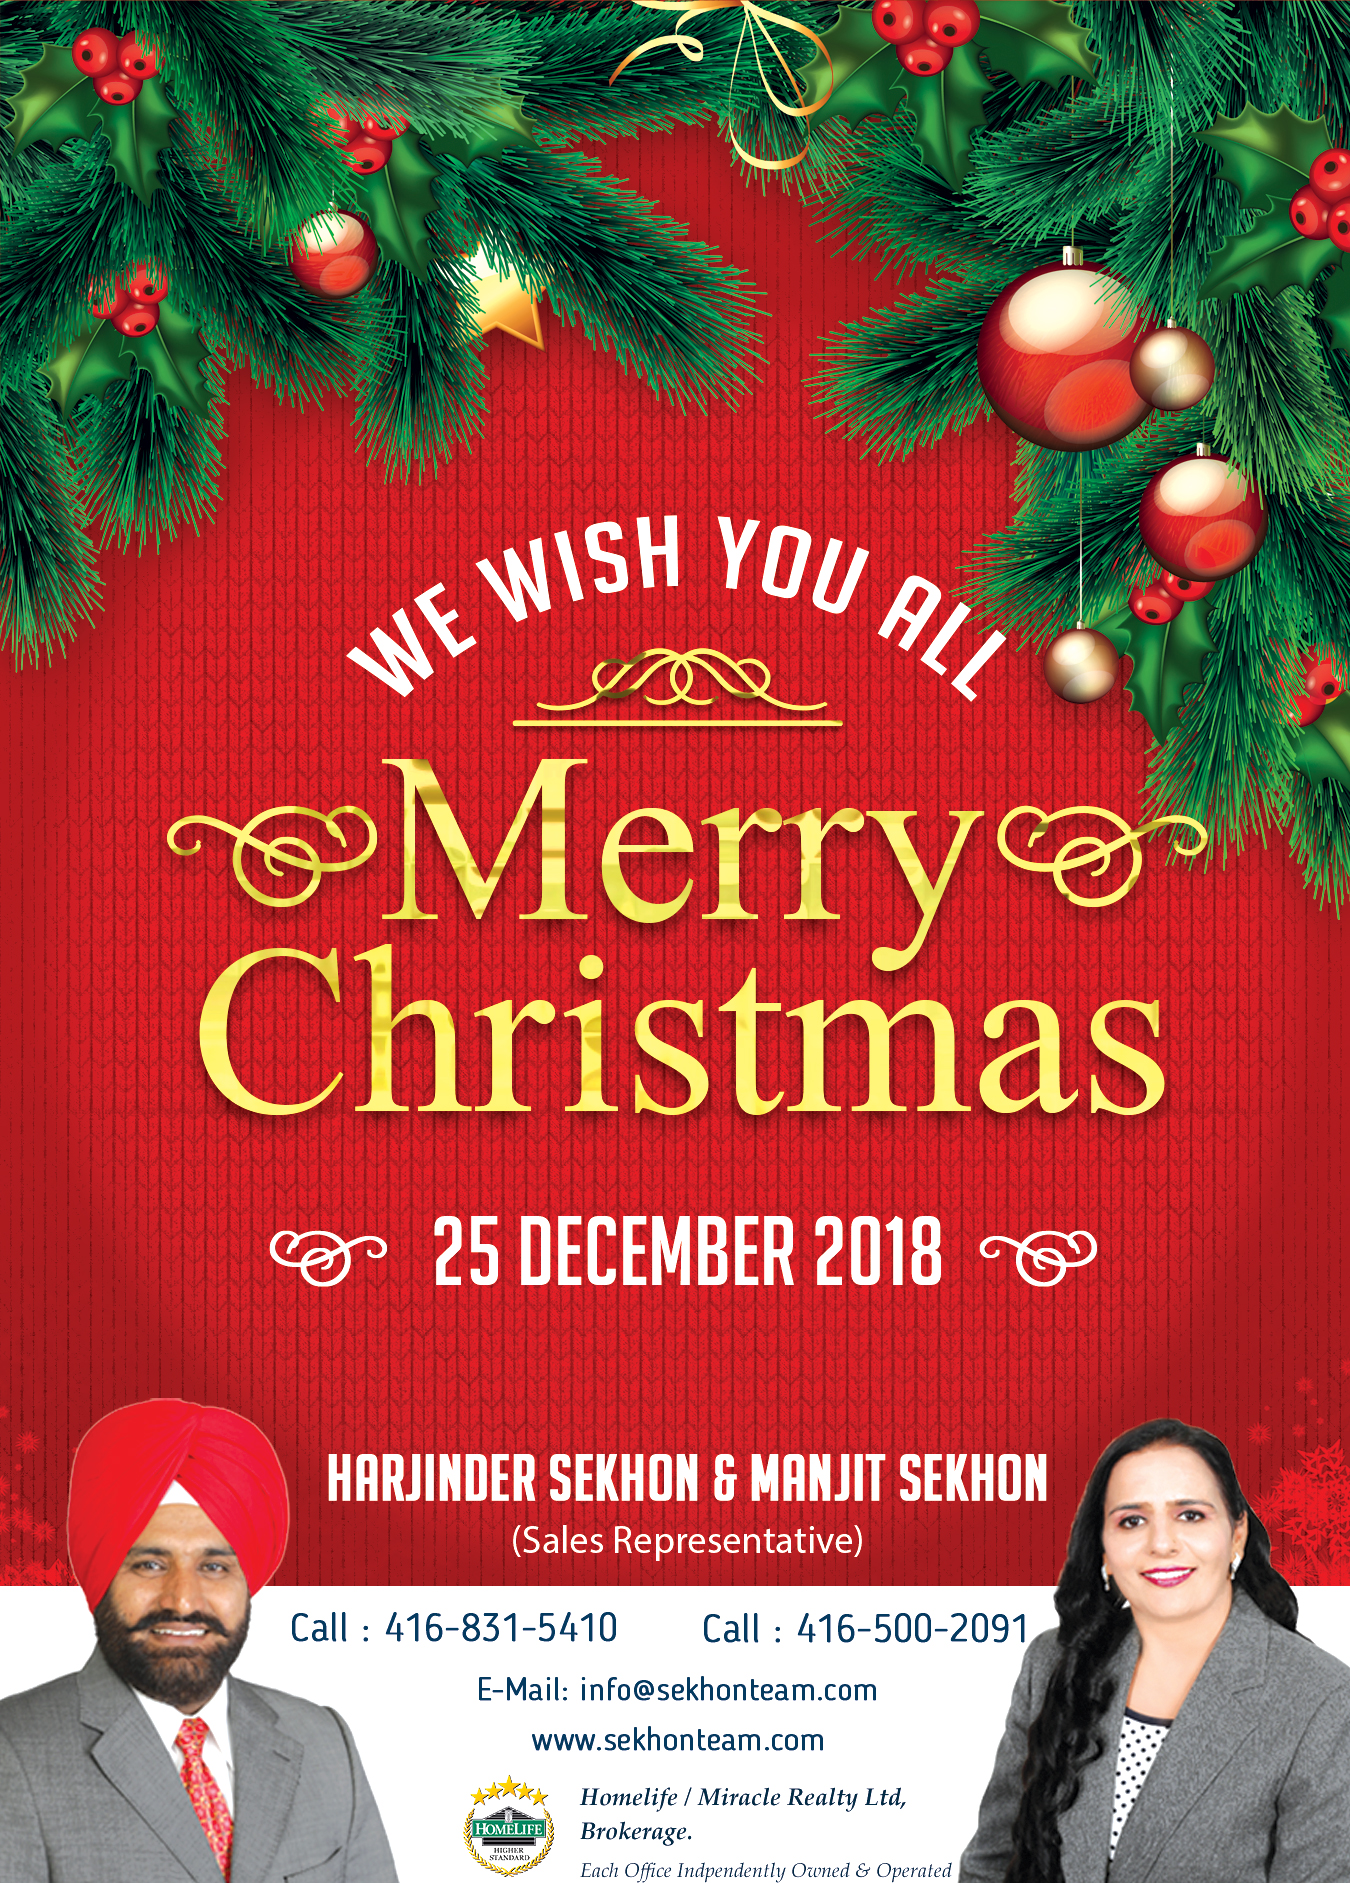 WE WISH YOU ALL
Merry
Christmas
25 DECEMBER 2018
HARJINDER SEKHON & MANJIT SEKHON
(Sales Representative)
Call : 416-831-5410 Call : 416-500-2091
E-Mail: info@sekhonteam.com
www.sekhonteam.com
Homelife / Miracle Realty Ltd,
Brokerage.
Each Office Indpendently Owned & Operated
HOMELIFE
HIGHER
STANDARD